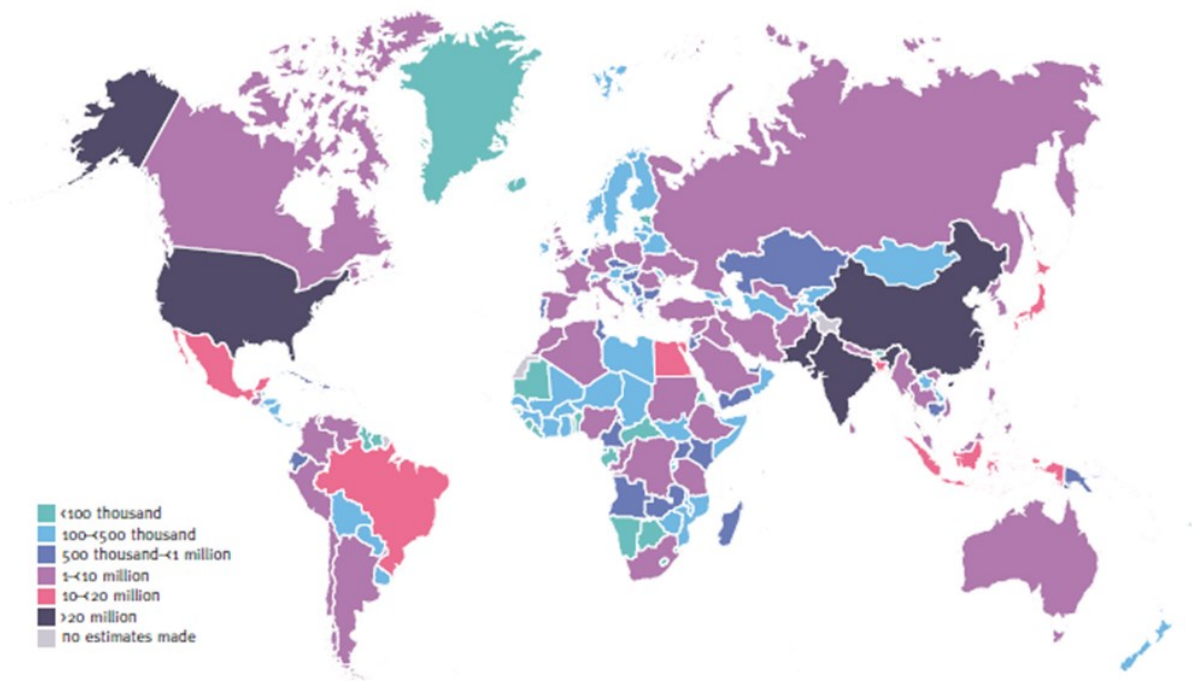 <100 thousand
100-<500 thousand
500 thousand-<1 million
1-<10 million
10-<20 million
>20 million
no estimates made